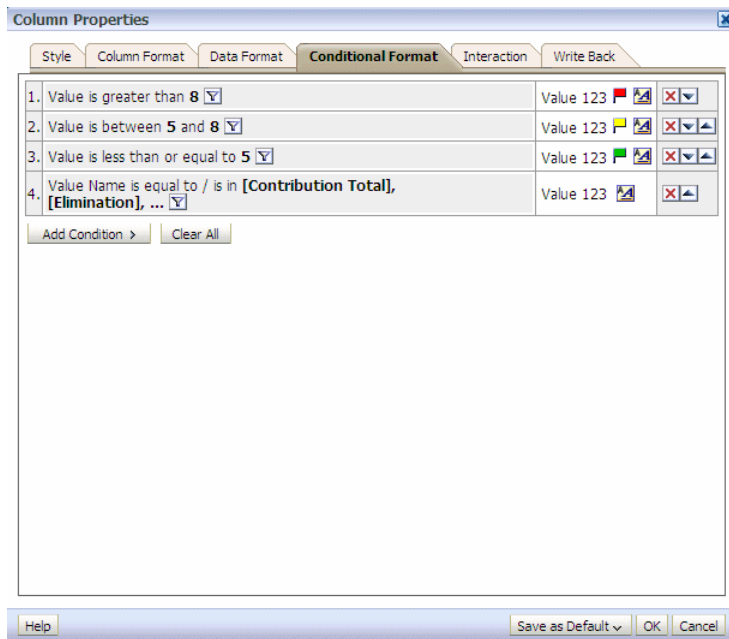 Column Properties
Style Column Format Data Format Conditional Format Interaction Write Back
1. Value is greater than 8 Value 123
2. Value is between 5 and 8 Value 123
3. Value is less than or equal to 5 Value 123
4. Value Name is equal to / is in [Contribution Total],
[Elimination], ... Value 123
Add Condition > Clear All
Help Save as Default OK Cancel